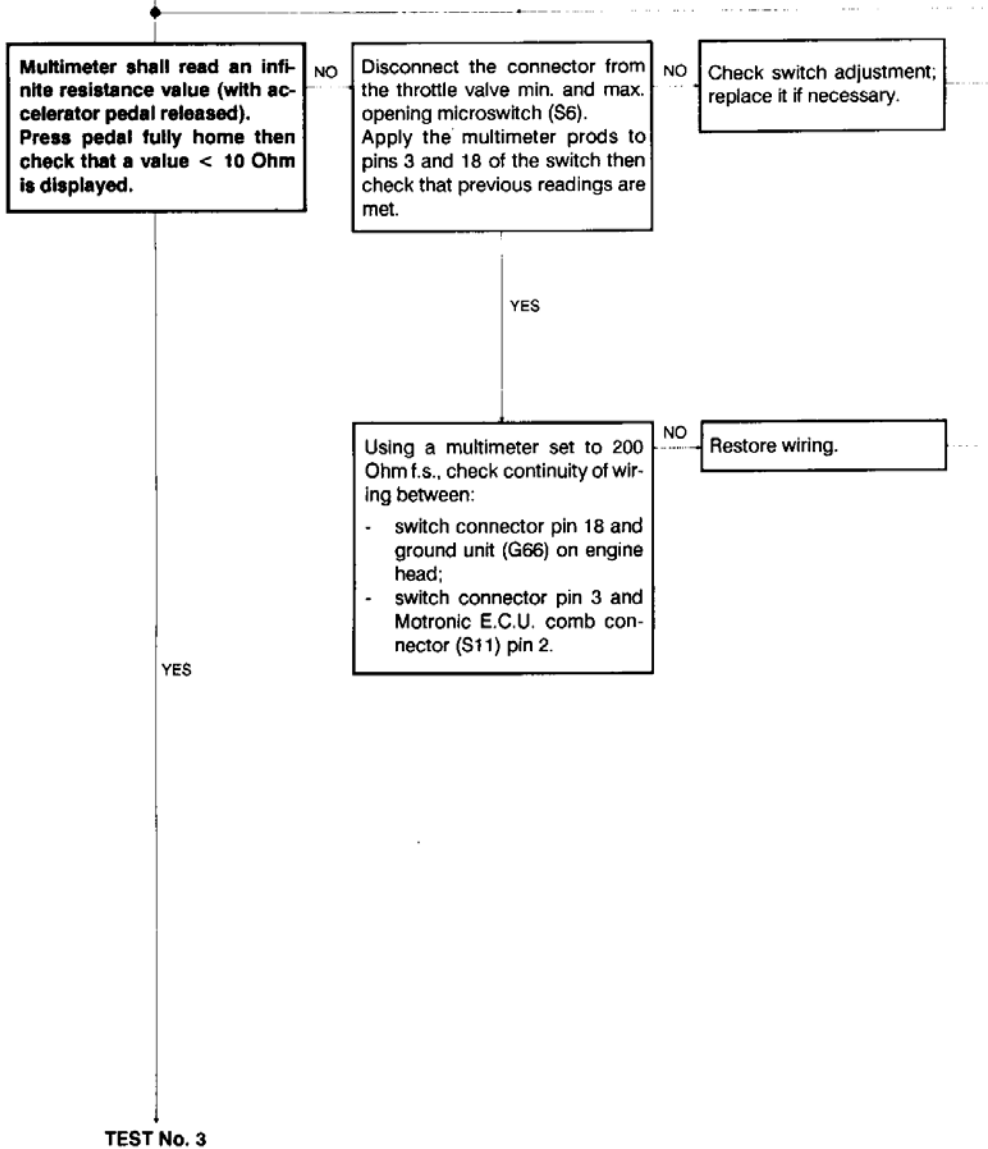 Multimeter shall read an infi-
nite resistance value (with ac-
celerator pedal released).
Press pedal fully home then
check that a value < 10 Ohm
is displayed.
NO
Disconnect the connector from
the throttle valve min. and max.
opening microswitch (S6).
Apply the multimeter prods to
pins 3 and 18 of the switch then
check that previous readings are
met.
NO
Check switch adjustment;
replace it if necessary.
YES
Using a multimeter set to 200
Ohm f.s., check continuity of wir-
ing between:
- switch connector pin 18 and
ground unit (G66) on engine
head;
- switch connector pin 3 and
Motronic E.C.U. comb con-
nector (S11) pin 2.
NO
Restore wiring.
YES
TEST No. 3